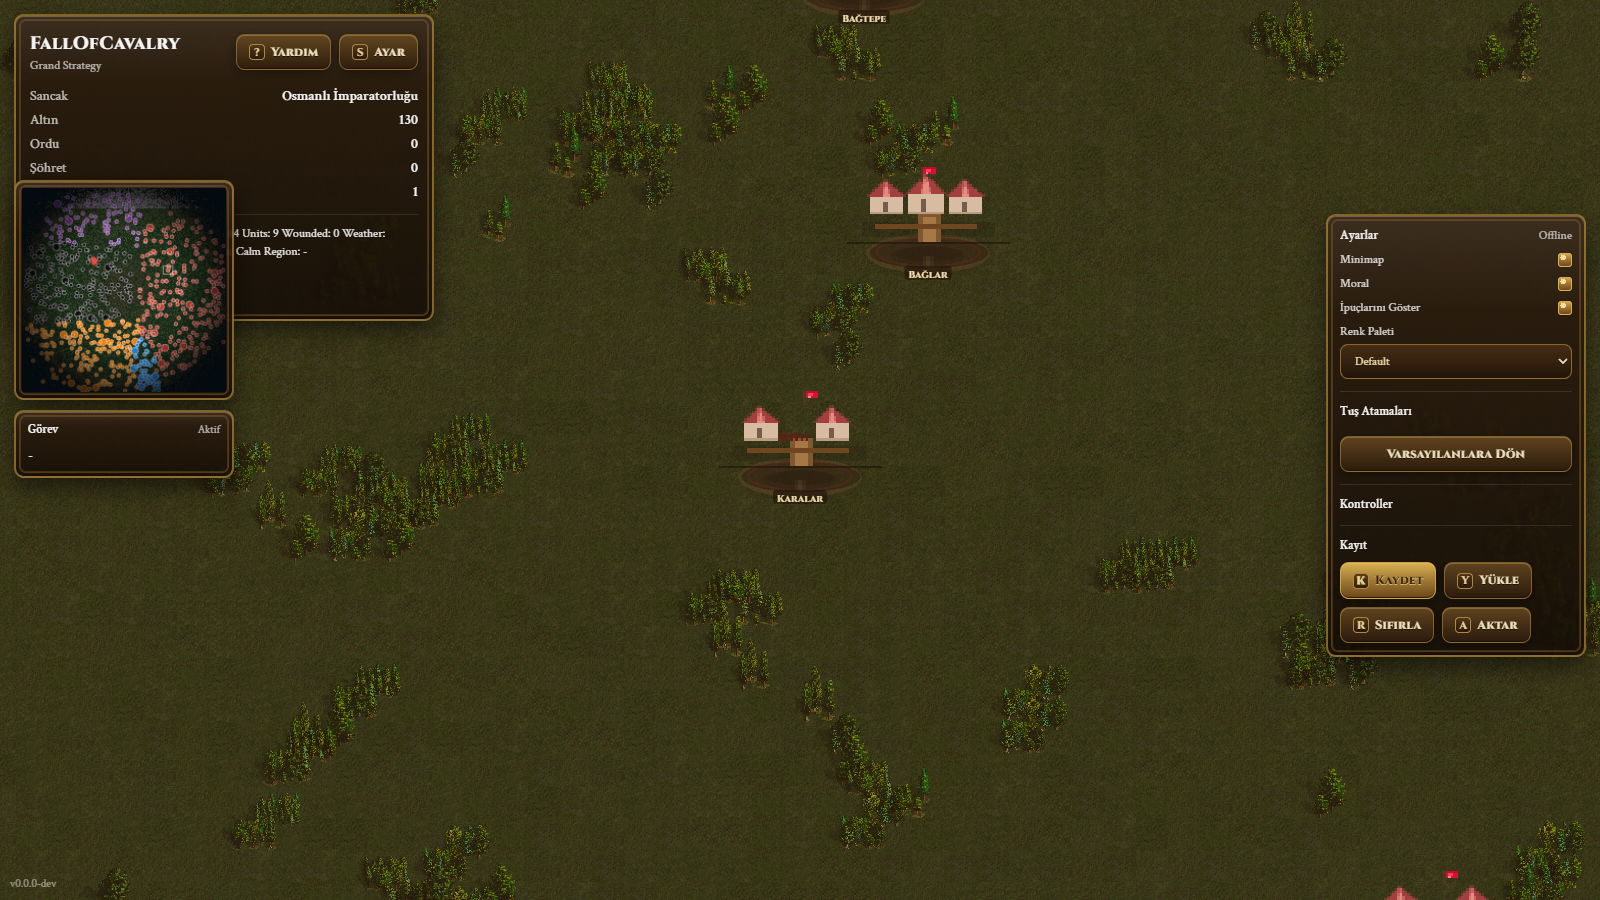 BAĞTEPE
FALLOFCAVALRY
Grand Strategy
? YARDIM
S AYAR
Sancak Osmanlı İmparatorluğu
Altın 130
Ordu 0
Şöhret 0
1
4 Units: 9 Wounded: 0 Weather:
Calm Region: -
Görev Aktif
-
BAĞLAR
KARALAR
Ayarlar Offline
Minimap
Moral
İpuçlarını Göster
Renk Paleti
Default
Tuş Atamaları
VARSAYILANLARA DÖN
Kontroller
Kayıt
K KAYDET
Y YÜKLE
R SIFIRLA
A AKTAR
v0.0.0-dev